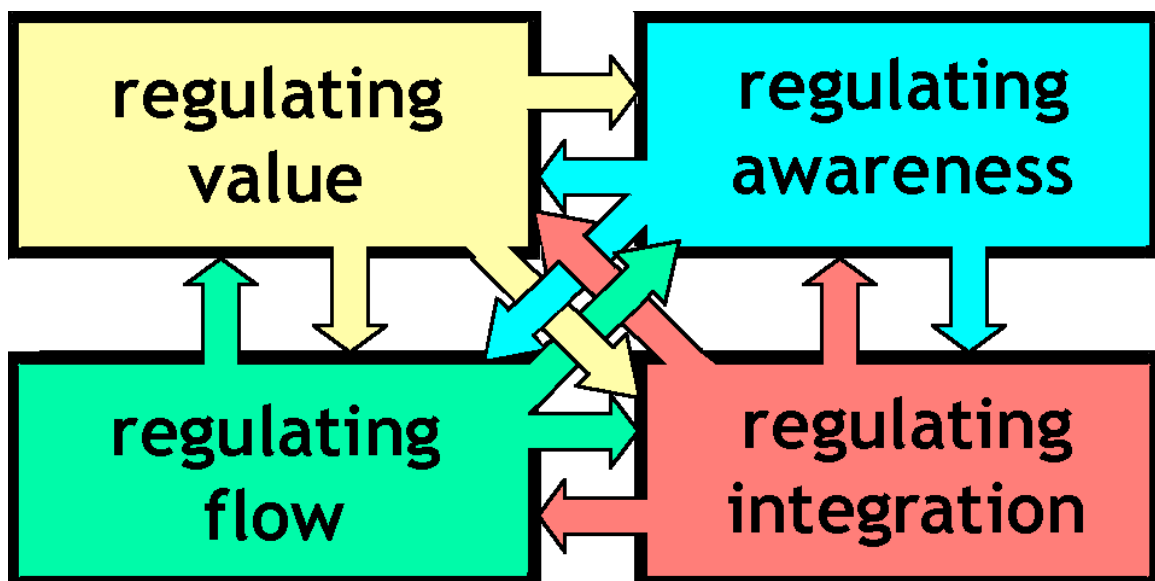 regulating
value
regulating
awareness
regulating
flow
regulating
integration